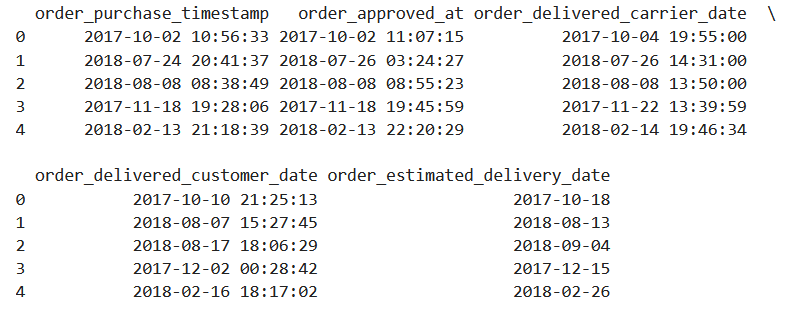 order_purchase_timestamp order_approved_at order_delivered_carrier_date \
0 2017-10-02 10:56:33 2017-10-02 11:07:15 2017-10-04 19:55:00
1 2018-07-24 20:41:37 2018-07-26 03:24:27 2018-07-26 14:31:00
2 2018-08-08 08:38:49 2018-08-08 08:55:23 2018-08-08 13:50:00
3 2017-11-18 19:28:06 2017-11-18 19:45:59 2017-11-22 13:39:59
4 2018-02-13 21:18:39 2018-02-13 22:20:29 2018-02-14 19:46:34
order_delivered_customer_date order_estimated_delivery_date
0 2017-10-10 21:25:13 2017-10-18
1 2018-08-07 15:27:45 2018-08-13
2 2018-08-17 18:06:29 2018-09-04
3 2017-12-02 00:28:42 2017-12-15
4 2018-02-16 18:17:02 2018-02-26